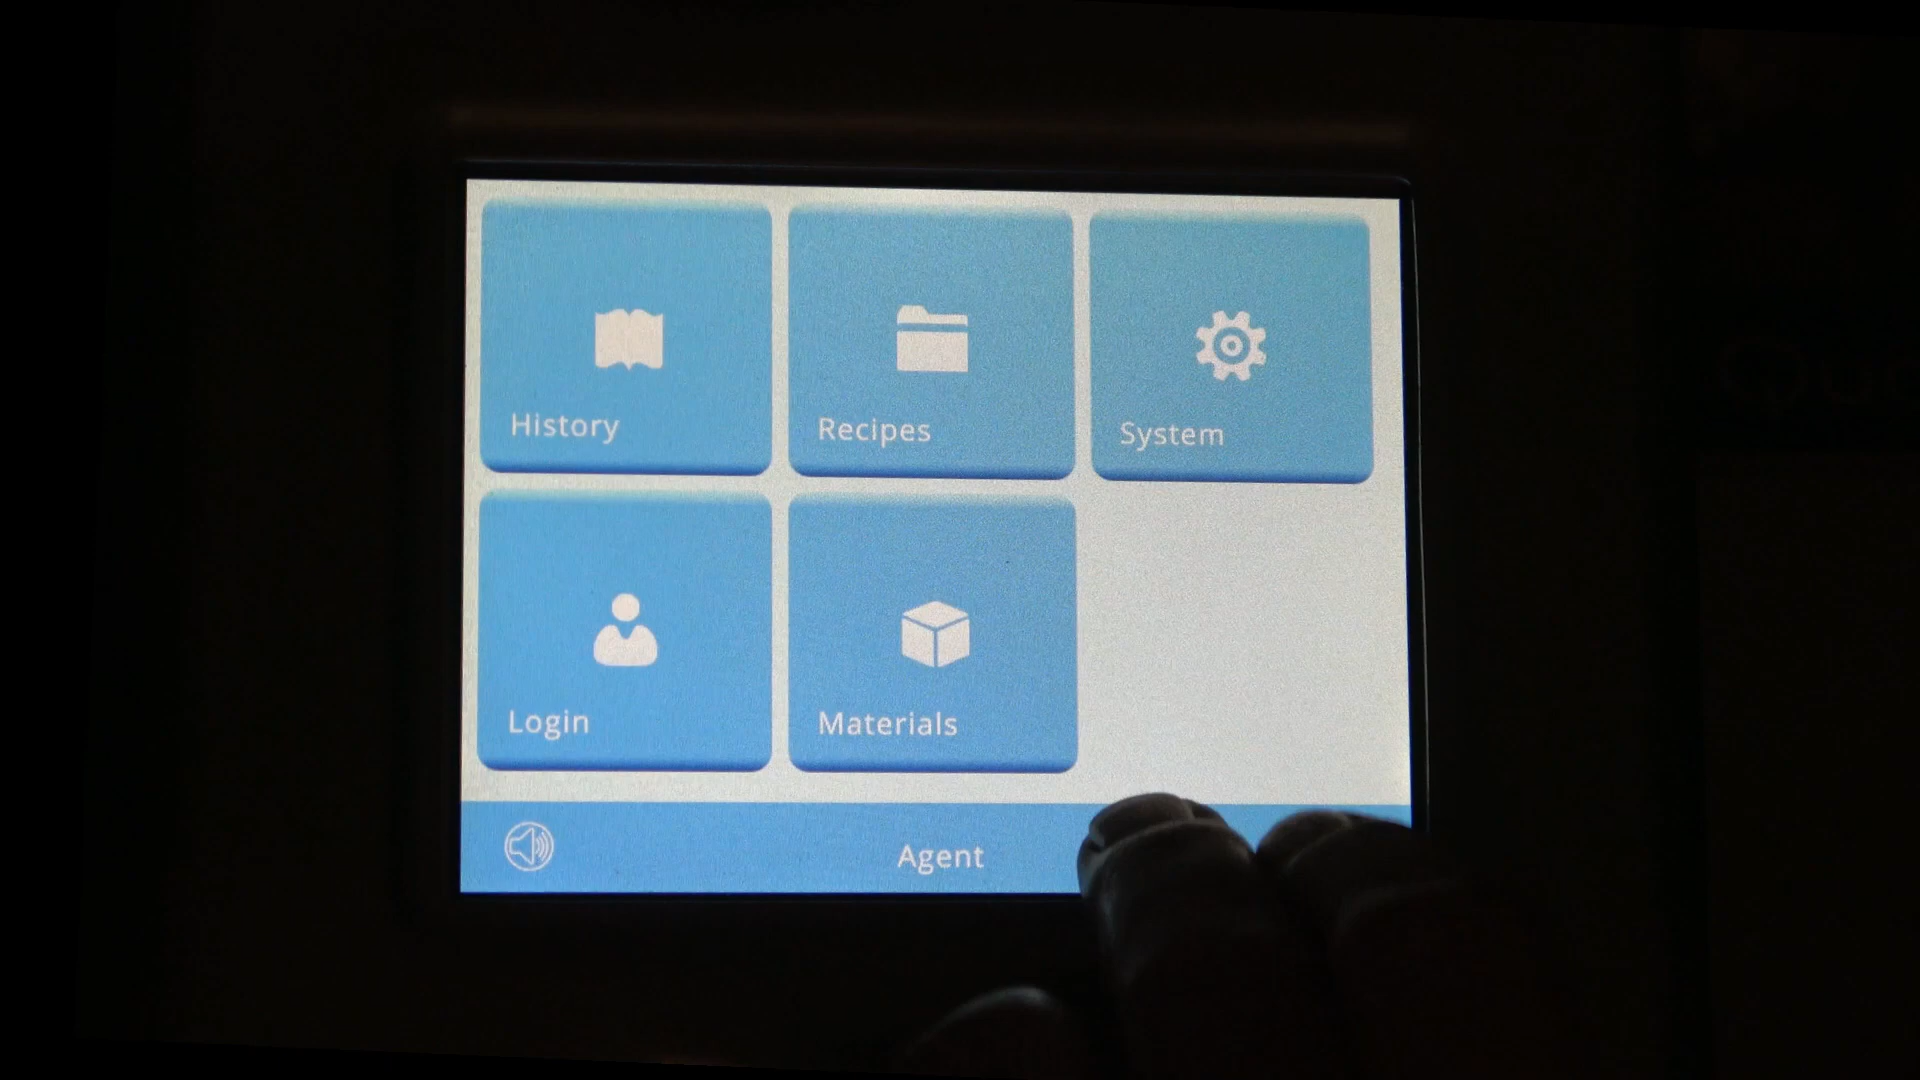 History
Recipes
System
Login
Materials
Agent